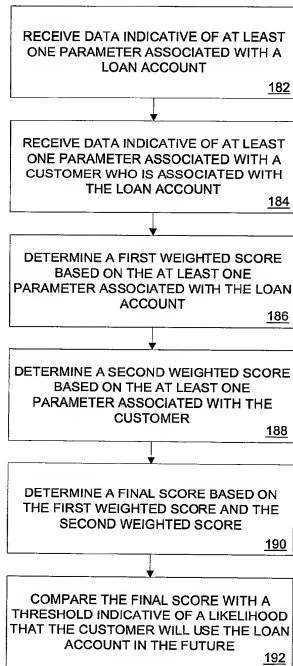 RECEIVE DATA INDICATIVE OF AT LEAST
ONE PARAMETER ASSOCIATED WITH A
LOAN ACCOUNT
182
RECEIVE DATA INDICATIVE OF AT LEAST
ONE PARAMETER ASSOCIATED WITH A
CUSTOMER WHO IS ASSOCIATED WITH
THE LOAN ACCOUNT
184
DETERMINE A FIRST WEIGHTED SCORE
BASED ON THE AT LEAST ONE
PARAMETER ASSOCIATED WITH THE LOAN
ACCOUNT
186
DETERMINE A SECOND WEIGHTED SCORE
BASED ON THE AT LEAST ONE
PARAMETER ASSOCIATED WITH THE
CUSTOMER
188
DETERMINE A FINAL SCORE BASED ON
THE FIRST WEIGHTED SCORE AND THE
SECOND WEIGHTED SCORE
190
COMPARE THE FINAL SCORE WITH A
THRESHOLD INDICATIVE OF A LIKELIHOOD
THAT THE CUSTOMER WILL USE THE LOAN
ACCOUNT IN THE FUTURE
192